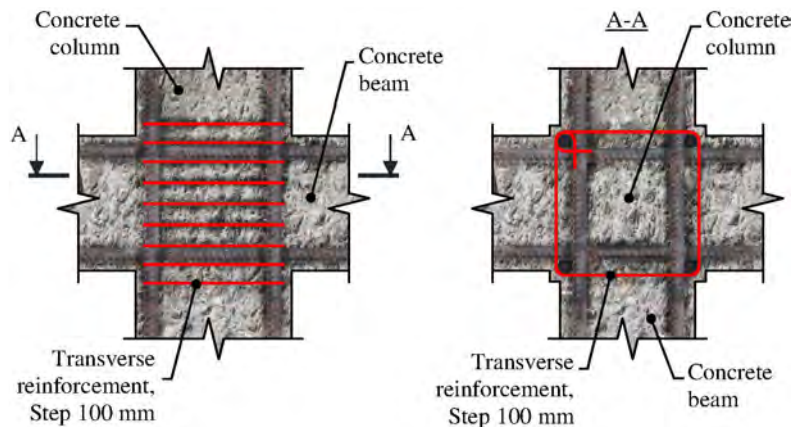 Concrete
column
Concrete
beam
A
A
Transverse
reinforcement,
Step 100 mm
A-A
Concrete
column
Transverse
reinforcement,
Step 100 mm
Concrete
beam